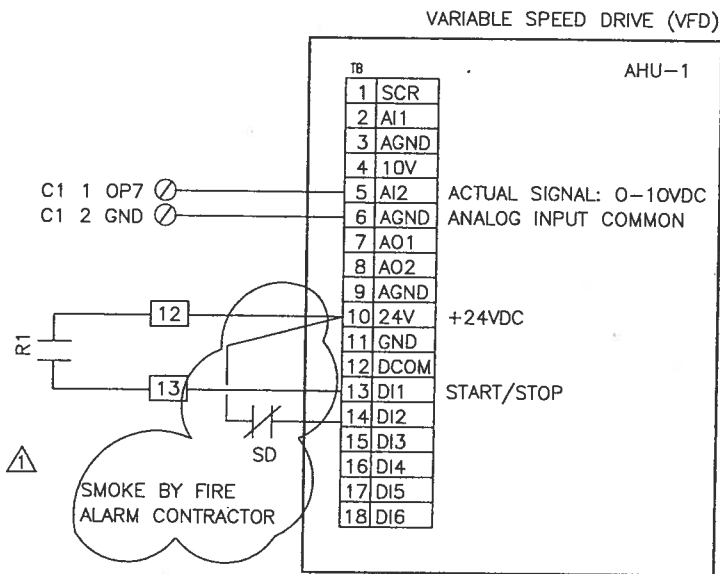 VARIABLE SPEED DRIVE (VFD)
AHU-1
TB
1 SCR
2 AI1
3 AGND
4 10V
C1 1 OP7 5 AI2 ACTUAL SIGNAL: 0-10VDC
C1 2 GND 6 AGND ANALOG INPUT COMMON
7 AO1
8 AO2
9 AGND
12 10 24V +24VDC
11 GND
R1
12 DCOM
13 13 DI1 START/STOP
14 DI2
SD
15 DI3
16 DI4
1
SMOKE BY FIRE
ALARM CONTRACTOR
17 DI5
18 DI6